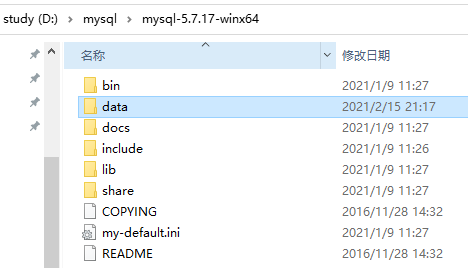 study (D:) > mysql > mysql-5.7.17-winx64
名称 修改日期
bin 2021/1/9 11:27
data 2021/2/15 21:17
docs 2021/1/9 11:27
include 2021/1/9 11:26
lib 2021/1/9 11:27
share 2021/1/9 11:27
COPYING 2016/11/28 14:32
my-default.ini 2021/1/9 11:27
README 2016/11/28 14:32